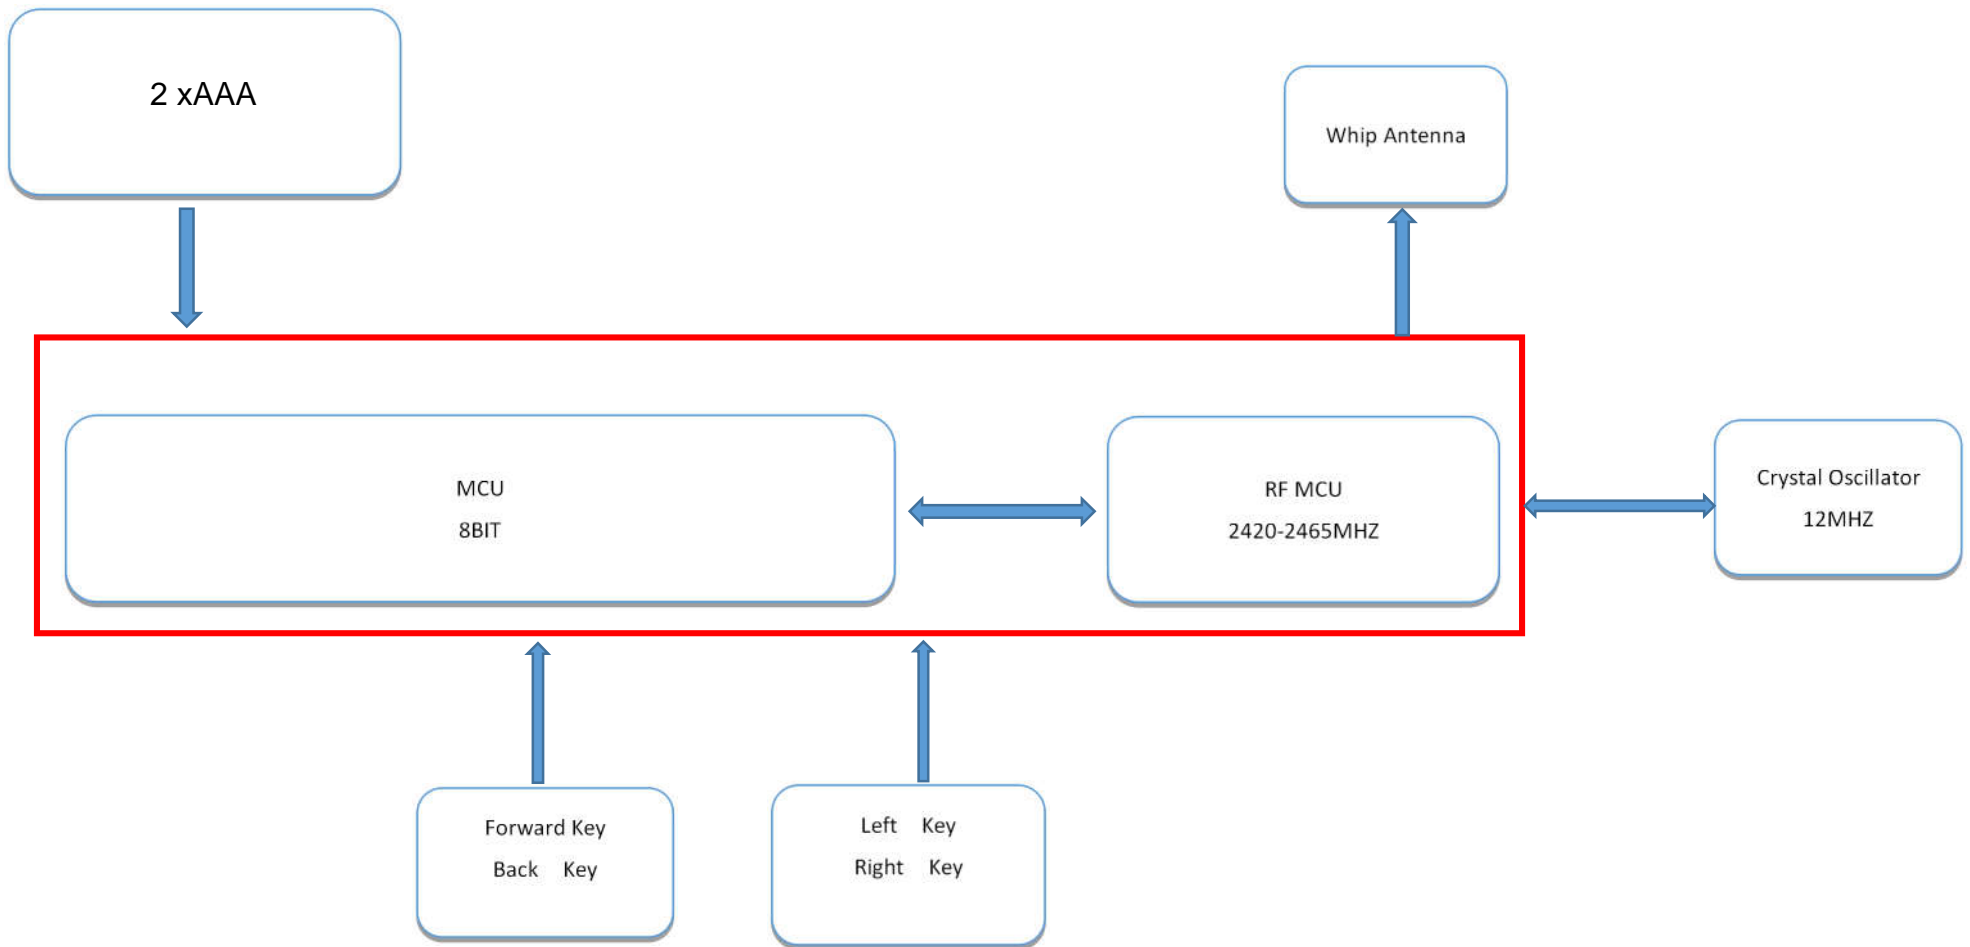 2 xAAA
Whip Antenna
MCU
8BIT
RF MCU
2420-2465MHZ
Crystal Oscillator
12MHZ
Forward Key
Back Key
Left Key
Right Key